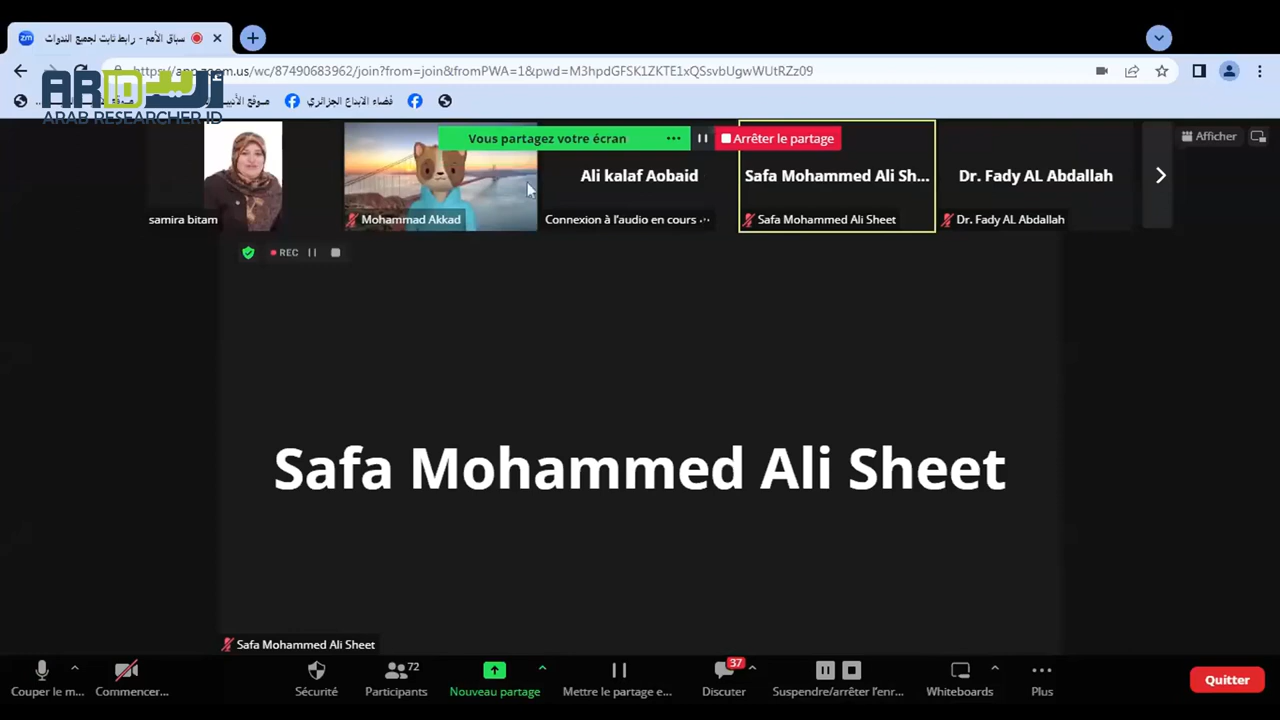 سباق الأمم - رابط ثابت لجميع الندوات
https://app.zoom.us/wc/87490683962/join?from=join&fromPWA=1&pwd=M3hpdGFSK1ZKTE1xQSsvbUgwWUtRZz09
فضاء الابداع الجزائري
ARID
ARAB RESEARCHER ID
Vous partagez votre écran
Arrêter le partage
Afficher
Ali kalaf Aobaid
Safa Mohammed Ali Sh...
Dr. Fady AL Abdallah
samira bitam
Mohammad Akkad
Connexion à l'audio en cours ···
Safa Mohammed Ali Sheet
Dr. Fady AL Abdallah
REC
Safa Mohammed Ali Sheet
Safa Mohammed Ali Sheet
72
37
Couper le m...
Commencer...
Sécurité
Participants
Nouveau partage
Mettre le partage e...
Discuter
Suspendre/arrêter l'enr...
Whiteboards
Plus
Quitter